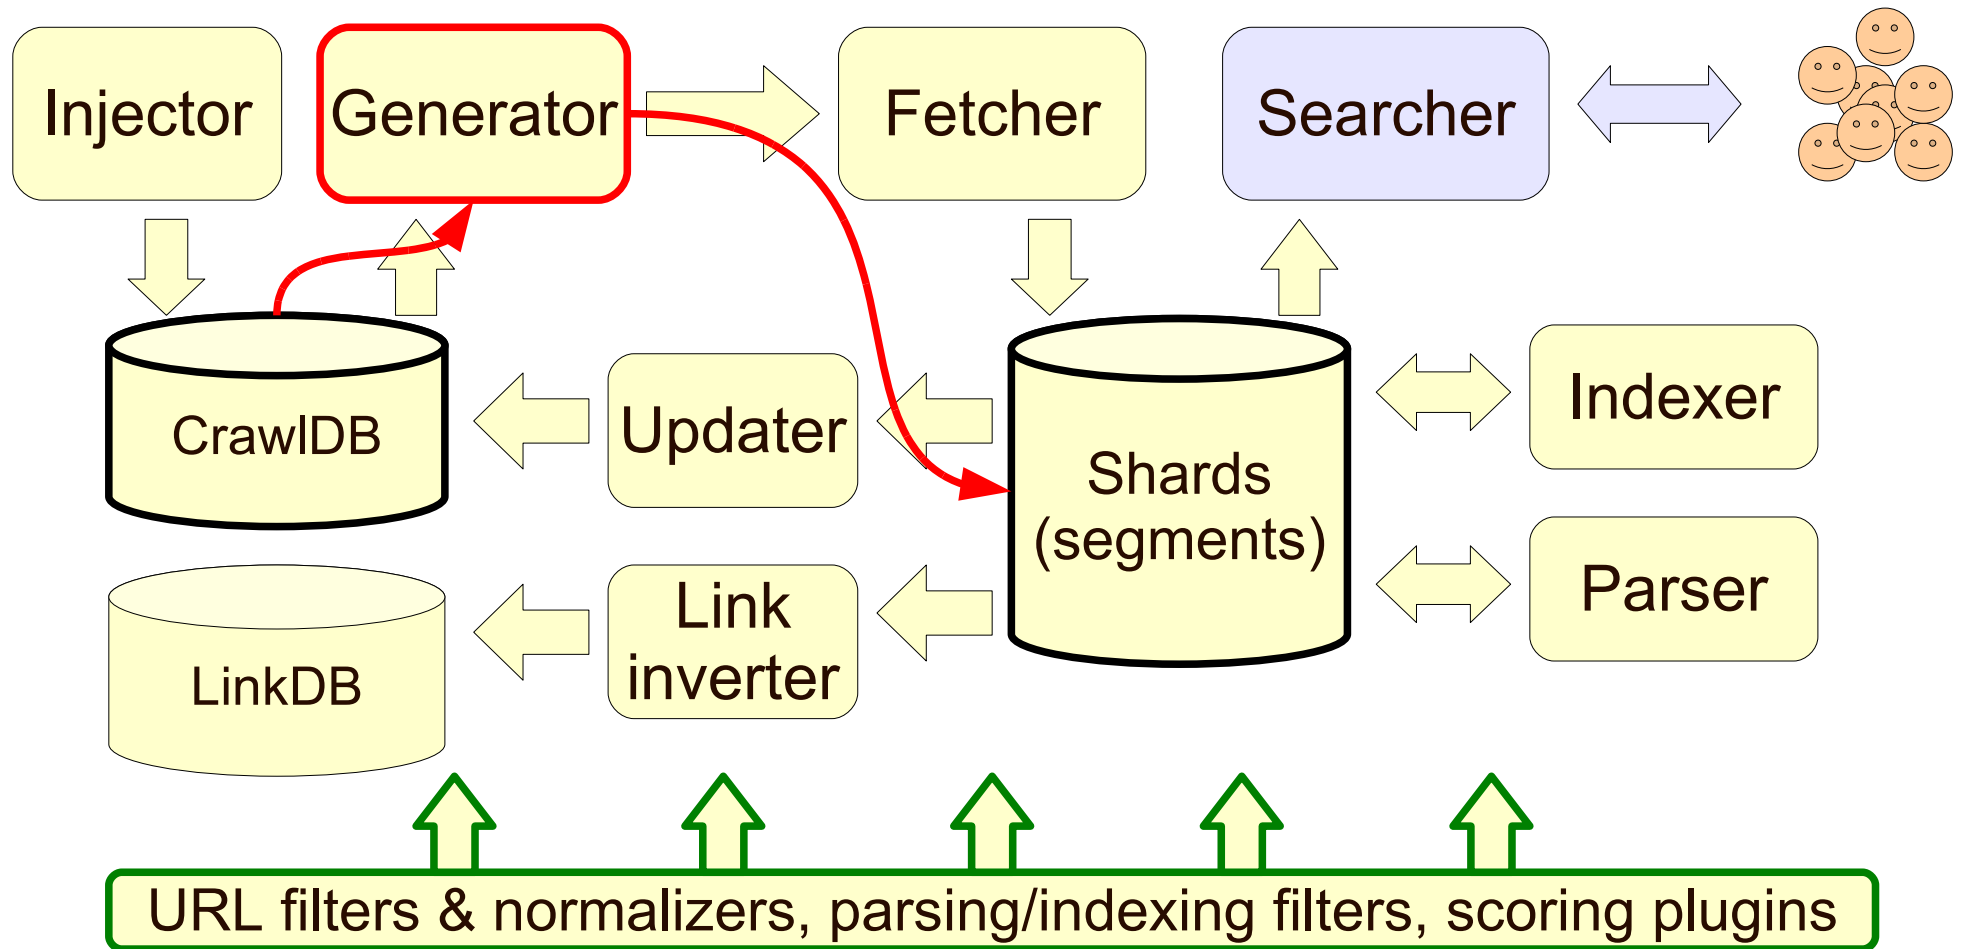 Injector
Generator
Fetcher
Searcher
CrawlDB
Updater
Shards
(segments)
Indexer
Parser
LinkDB
Link
inverter
URL filters & normalizers, parsing/indexing filters, scoring plugins